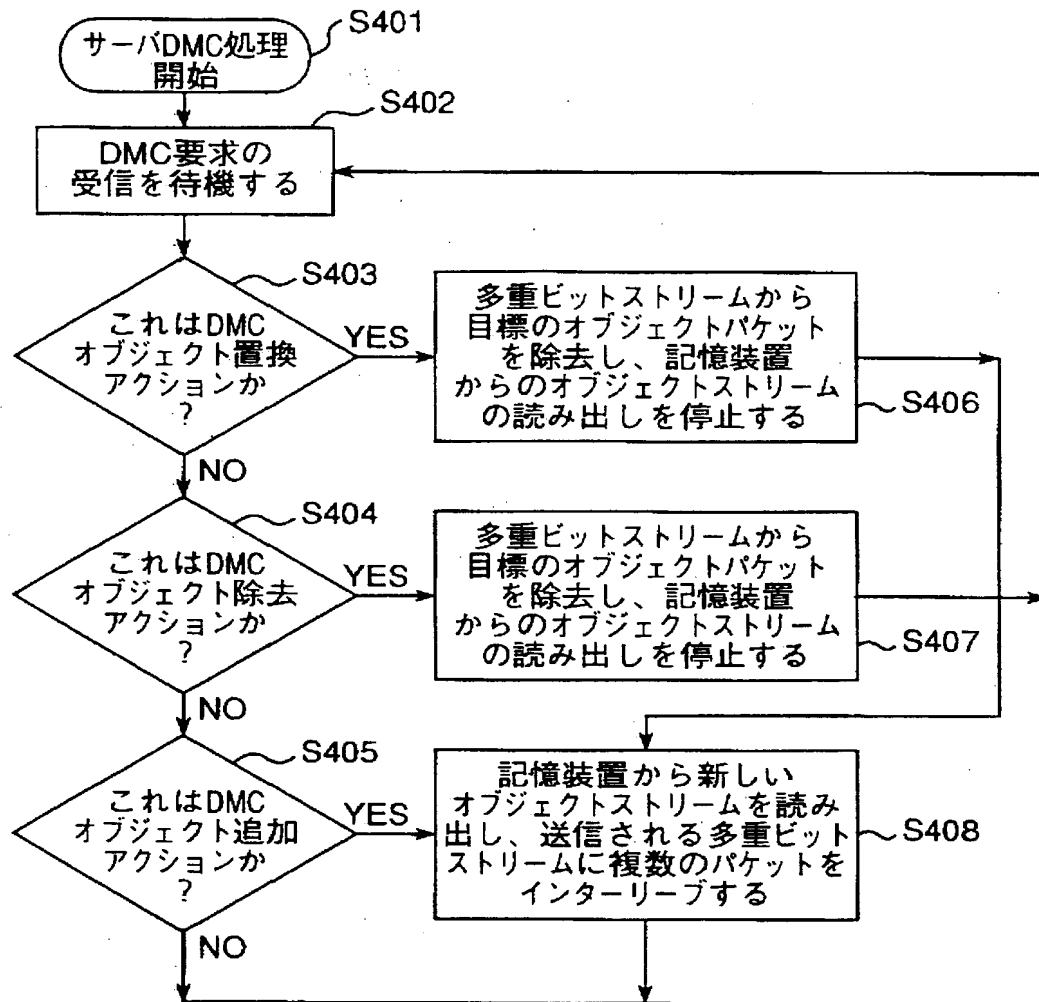 サーバDMC処理
開始
S401
DMC要求の
受信を待機する
S402
これはDMC
オブジェクト置換
アクションか
?
S403
YES
NO
多重ビットストリームから
目標のオブジェクトパケット
を除去し、記憶装置
からのオブジェクトストリーム
の読み出しを停止する
S406
これはDMC
オブジェクト除去
アクションか
?
S404
YES
NO
多重ビットストリームから
目標のオブジェクトパケット
を除去し、記憶装置
からのオブジェクトストリーム
の読み出しを停止する
S407
これはDMC
オブジェクト追加
アクションか
?
S405
YES
NO
記憶装置から新しい
オブジェクトストリームを読み
出し、送信される多重ビット
ストリームに複数のパケットを
インターリーブする
S408